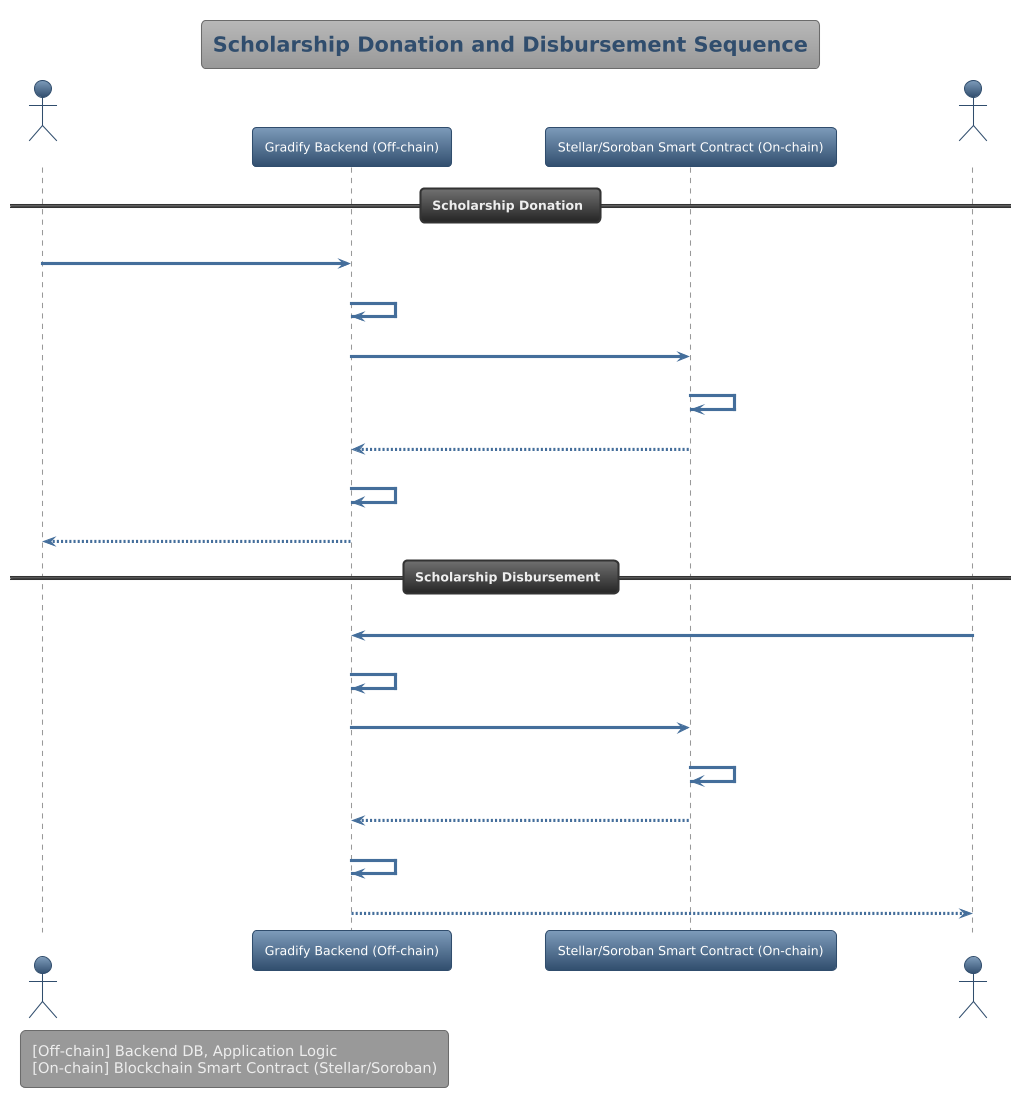 Scholarship Donation and Disbursement Sequence
Gradify Backend (Off-chain)
Stellar/Soroban Smart Contract (On-chain)
Scholarship Donation
Scholarship Disbursement
Gradify Backend (Off-chain)
Stellar/Soroban Smart Contract (On-chain)
[Off-chain] Backend DB, Application Logic
[On-chain] Blockchain Smart Contract (Stellar/Soroban)